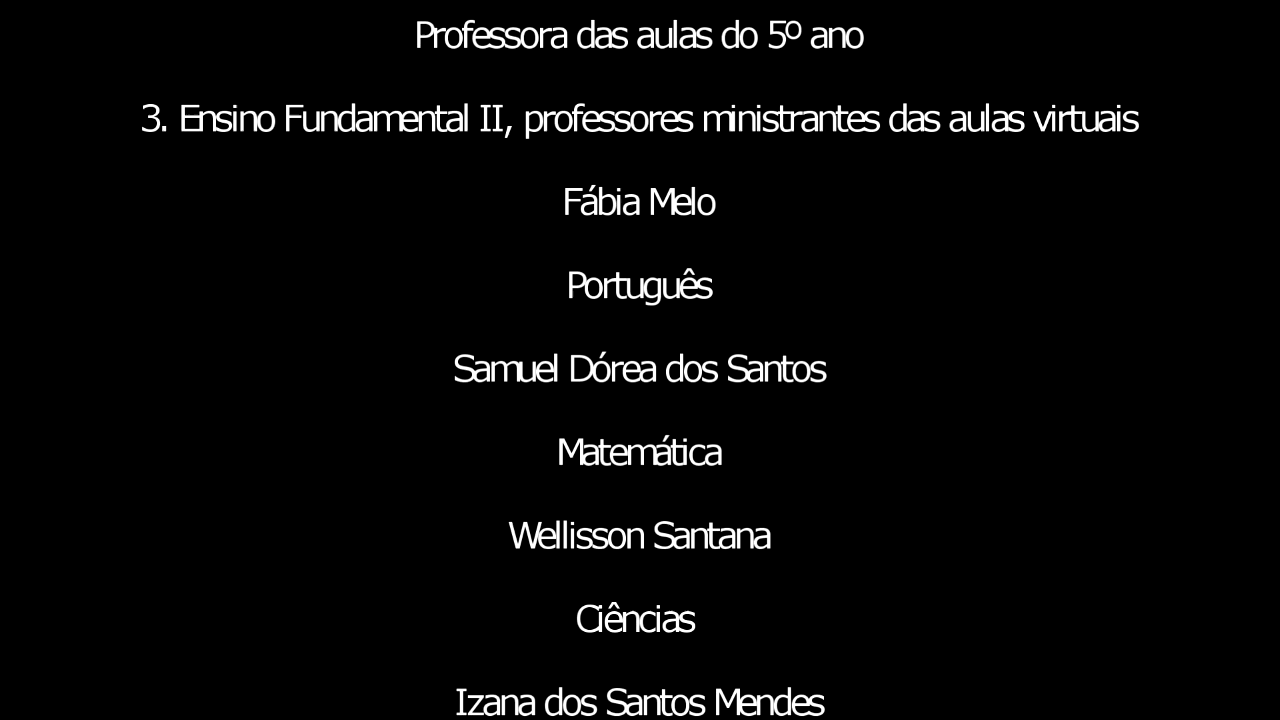 Professora das aulas do 5º ano
3. Ensino Fundamental II, professores ministrantes das aulas virtuais
Fábia Melo
Português
Samuel Dórea dos Santos
Matemática
Wellisson Santana
Ciências
Izana dos Santos Mendes